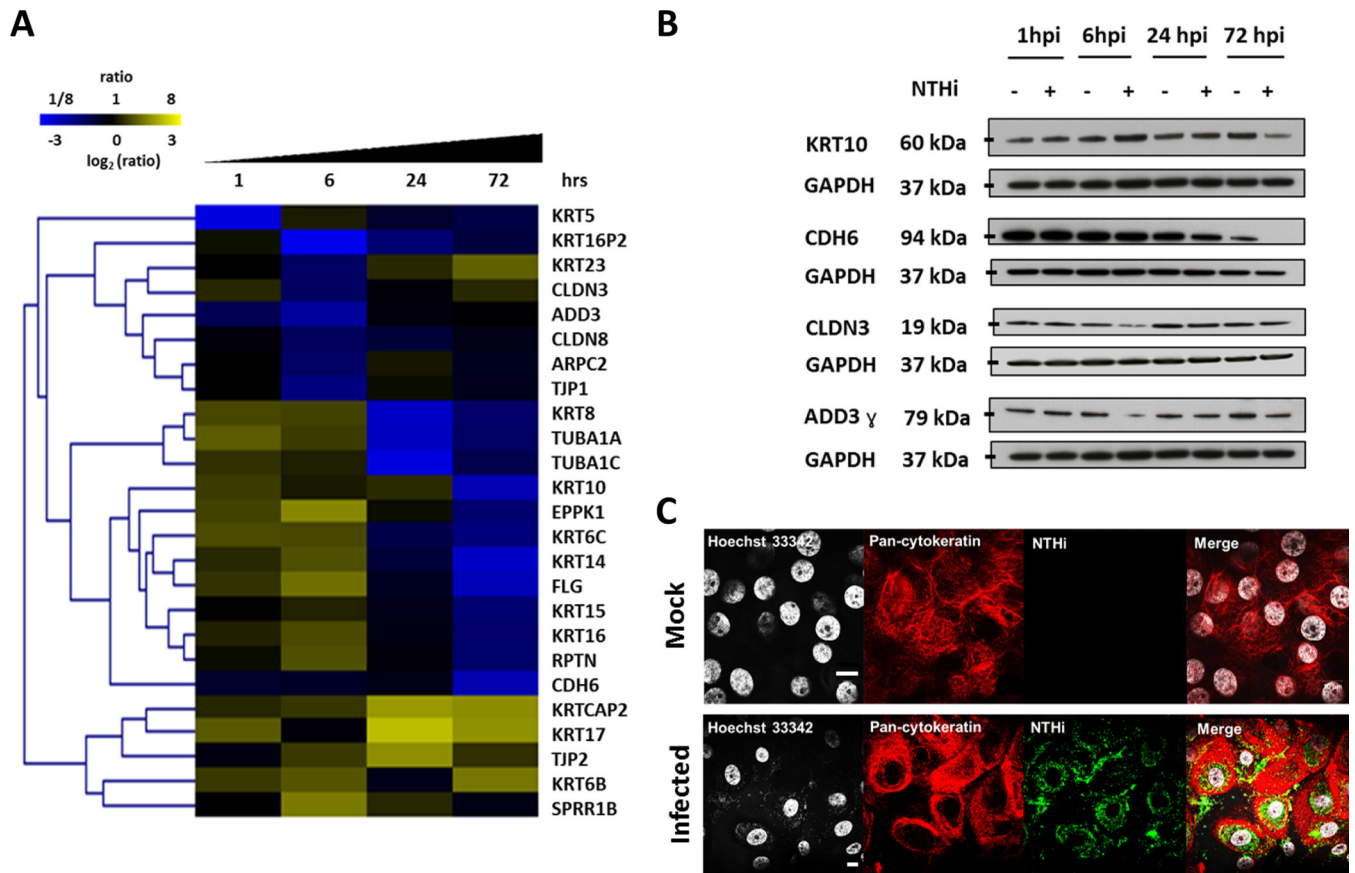 A
ratio
1/8 1 8
-3 0 3
log2 (ratio)
1 6 24 72 hrs
KRT5
KRT16P2
KRT23
CLDN3
ADD3
CLDN8
ARPC2
TJP1
KRT8
TUBA1A
TUBA1C
KRT10
EPPK1
KRT6C
KRT14
FLG
KRT15
KRT16
RPTN
CDH6
KRTCAP2
KRT17
TJP2
KRT6B
SPRR1B
B
1hpi 6hpi 24 hpi 72 hpi
NTHi - + - + - + - +
KRT10 60 kDa
GAPDH 37 kDa
CDH6 94 kDa
GAPDH 37 kDa
CLDN3 19 kDa
GAPDH 37 kDa
ADD3 ɣ 79 kDa
GAPDH 37 kDa
C
Mock
Hoechst 33342 Pan-cytokeratin NTHi Merge
Infected
Hoechst 33342 Pan-cytokeratin NTHi Merge